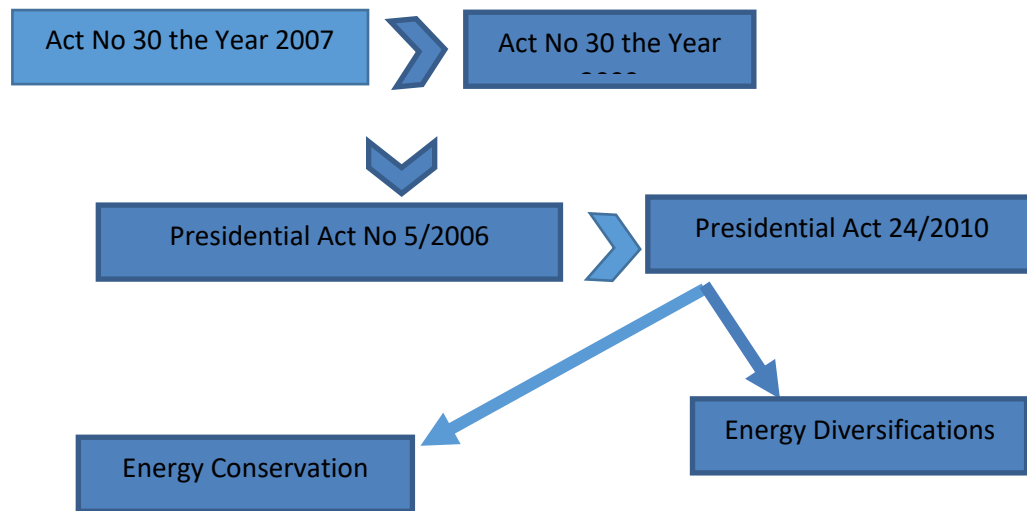 Act No 30 the Year 2007
Act No 30 the Year
Presidential Act No 5/2006
Presidential Act 24/2010
Energy Diversifications
Energy Conservation